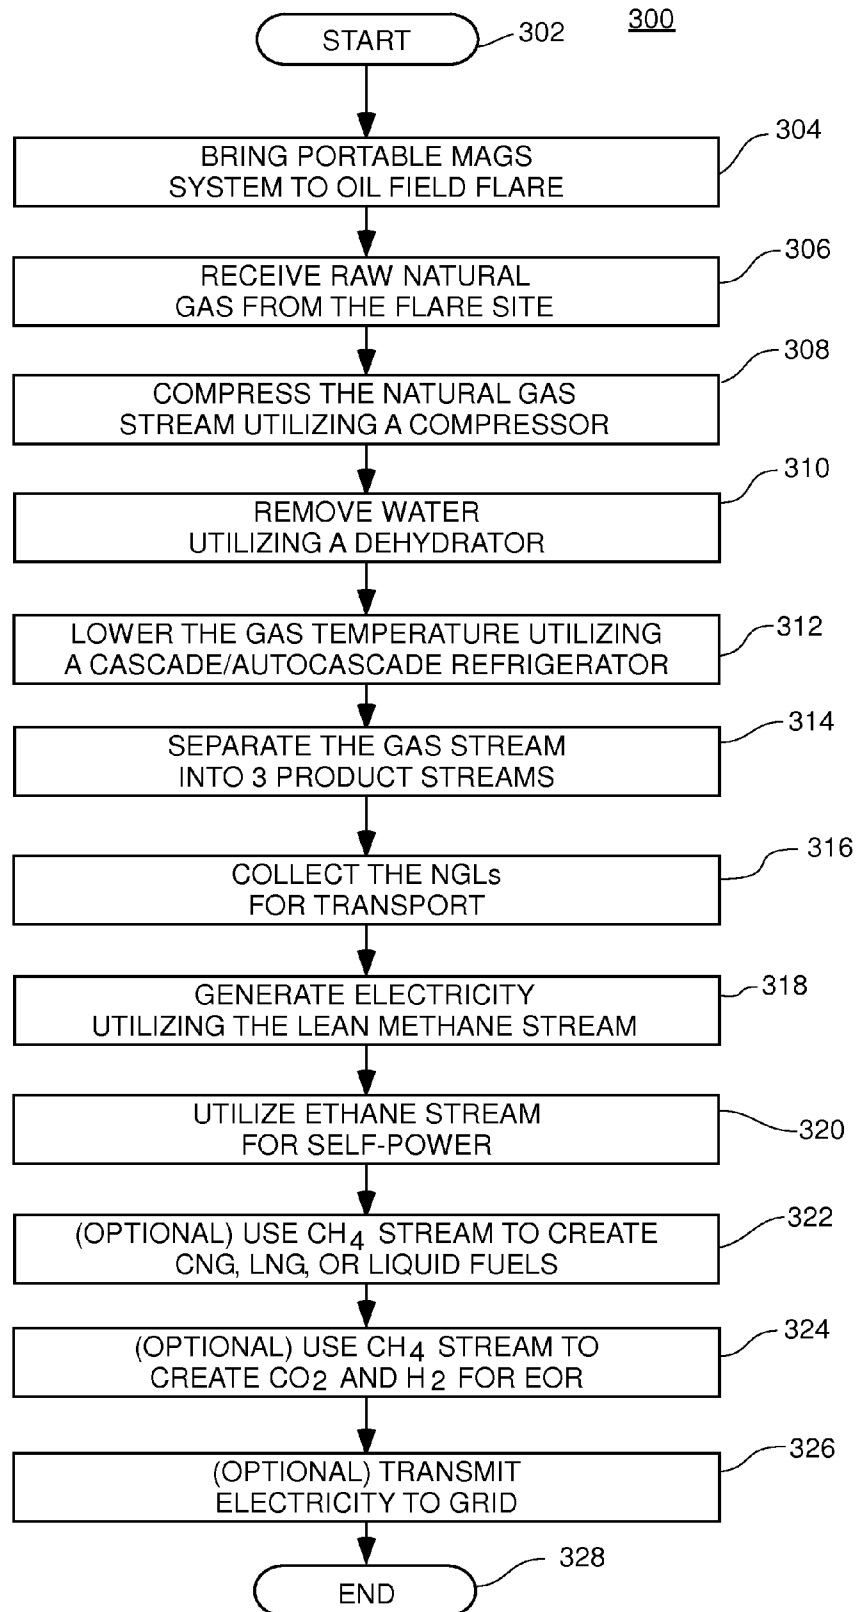 300
START
302
304
BRING PORTABLE MAGS
SYSTEM TO OIL FIELD FLARE
306
RECEIVE RAW NATURAL
GAS FROM THE FLARE SITE
308
COMPRESS THE NATURAL GAS
STREAM UTILIZING A COMPRESSOR
310
REMOVE WATER
UTILIZING A DEHYDRATOR
312
LOWER THE GAS TEMPERATURE UTILIZING
A CASCADE/AUTOCASCADE REFRIGERATOR
314
SEPARATE THE GAS STREAM
INTO 3 PRODUCT STREAMS
316
COLLECT THE NGLs
FOR TRANSPORT
318
GENERATE ELECTRICITY
UTILIZING THE LEAN METHANE STREAM
320
UTILIZE ETHANE STREAM
FOR SELF-POWER
322
(OPTIONAL) USE CH4 STREAM TO CREATE
CNG, LNG, OR LIQUID FUELS
324
(OPTIONAL) USE CH4 STREAM TO
CREATE CO2 AND H2 FOR EOR
326
(OPTIONAL) TRANSMIT
ELECTRICITY TO GRID
328
END